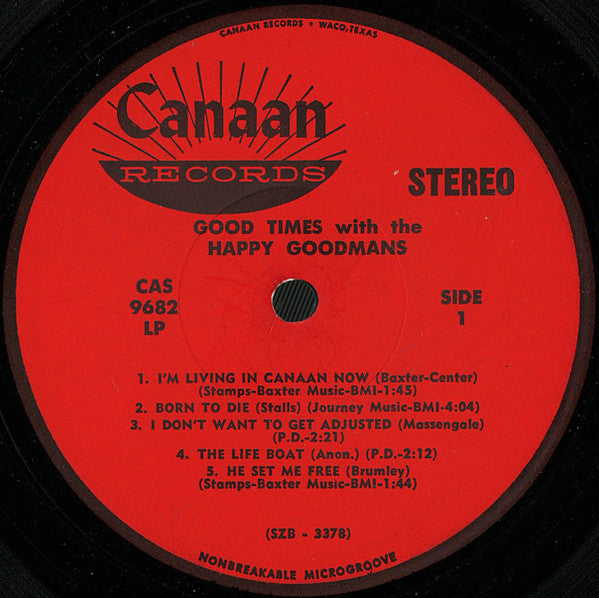 CANAAN RECORDS • WACO, TEXAS
Canaan
RECORDS
STEREO
GOOD TIMES with the
HAPPY GOODMANS
CAS
9682
LP
SIDE
1
1. I'M LIVING IN CANAAN NOW (Baxter-Center)
(Stamps-Baxter Music-BMI-1:45)
2. BORN TO DIE (Stalls) (Journey Music-BMI-4:04)
3. I DON'T WANT TO GET ADJUSTED (Massengale)
(P.D.-2:21)
4. THE LIFE BOAT (Anon.) (P.D.-2:12)
5. HE SET ME FREE (Brumley)
(Stamps-Baxter Music-BMI-1:44)
(SZB - 3378)
NONBREAKABLE MICROGROOVE